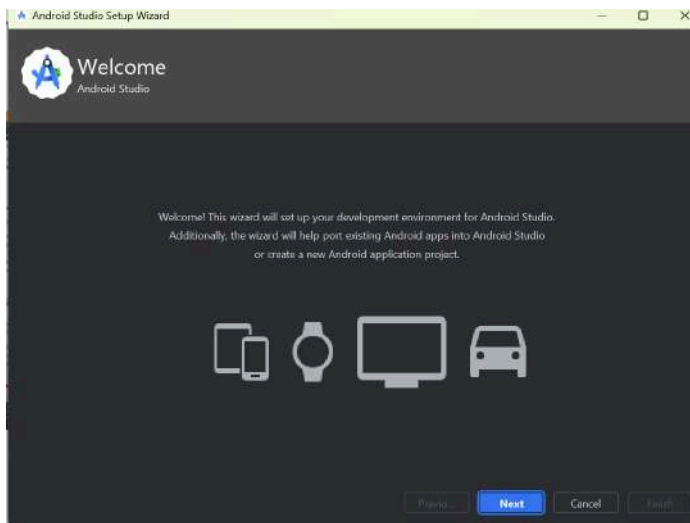 Android Studio Setup Wizard
Welcome
Android Studio
Welcome! This wizard will set up your development environment for Android Studio.
Additionally, the wizard will help port existing Android apps into Android Studio
or create a new Android application project.
Next
Cancel
Finish